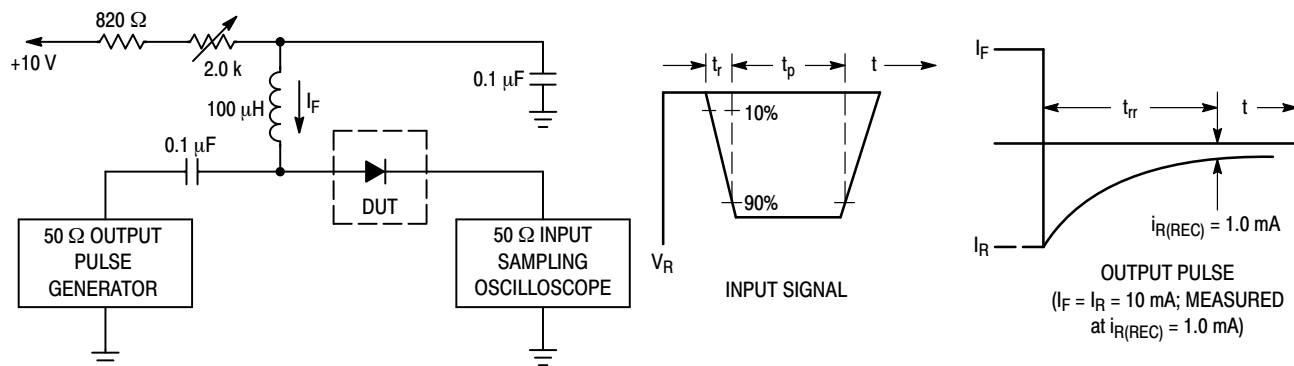 820 Ω
+10 V
2.0 k
100 μH
I_F
0.1 μF
0.1 μF
DUT
50 Ω OUTPUT
PULSE
GENERATOR
50 Ω INPUT
SAMPLING
OSCILLOSCOPE
t_r
t_p
t
10%
90%
V_R
INPUT SIGNAL
I_F
t_rr
t
I_R
i_R(REC) = 1.0 mA
OUTPUT PULSE
(I_F = I_R = 10 mA; MEASURED
at i_R(REC) = 1.0 mA)